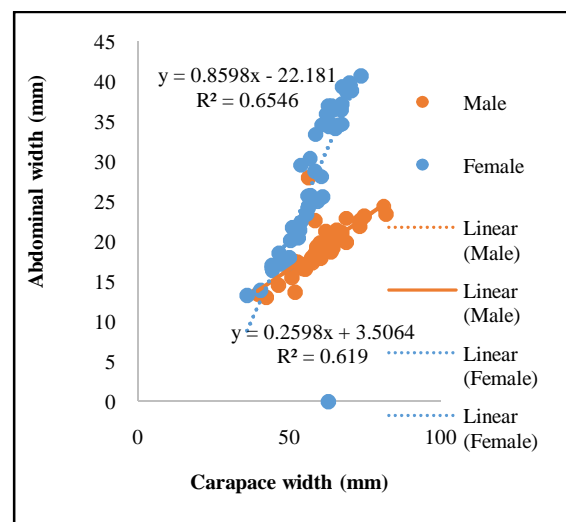 45
40
35
30
25
20
15
10
5
0
0
50
100
Abdominal width (mm)
Carapace width (mm)
y = 0.8598x - 22.181
R² = 0.6546
y = 0.2598x + 3.5064
R² = 0.619
Male
Female
Linear
(Male)
Linear
(Male)
Linear
(Female)
Linear
(Female)